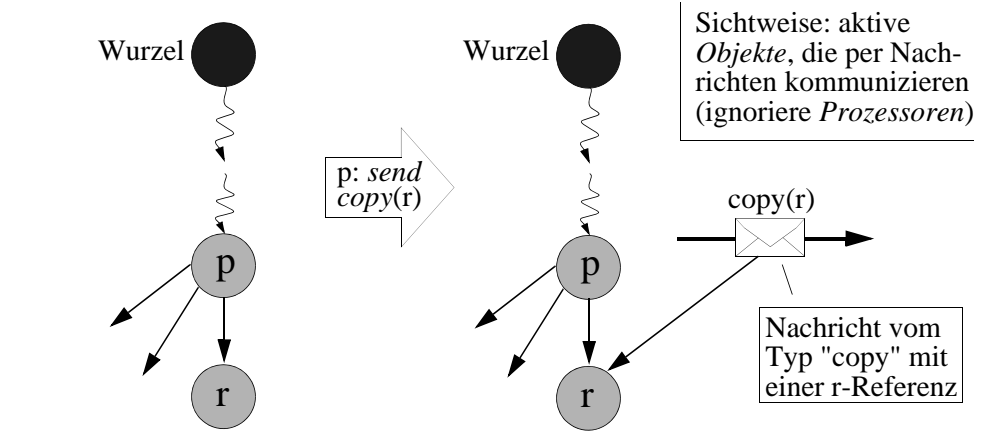 Wurzel
p
r
p: send
copy(r)
Wurzel
p
r
Sichtweise: aktive
Objekte, die per Nach-
richten kommunizieren
(ignoriere Prozessoren)
copy(r)
Nachricht vom
Typ "copy" mit
einer r-Referenz